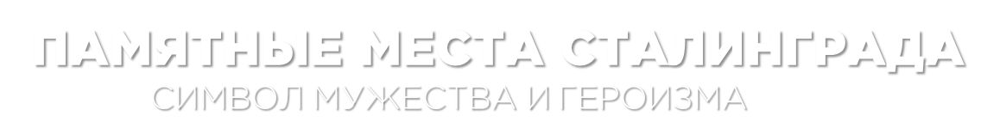 ПАМЯТНЫЕ МЕСТА СТАЛИНГРАДА
СИМВОЛ МУЖЕСТВА И ГЕРОИЗМА